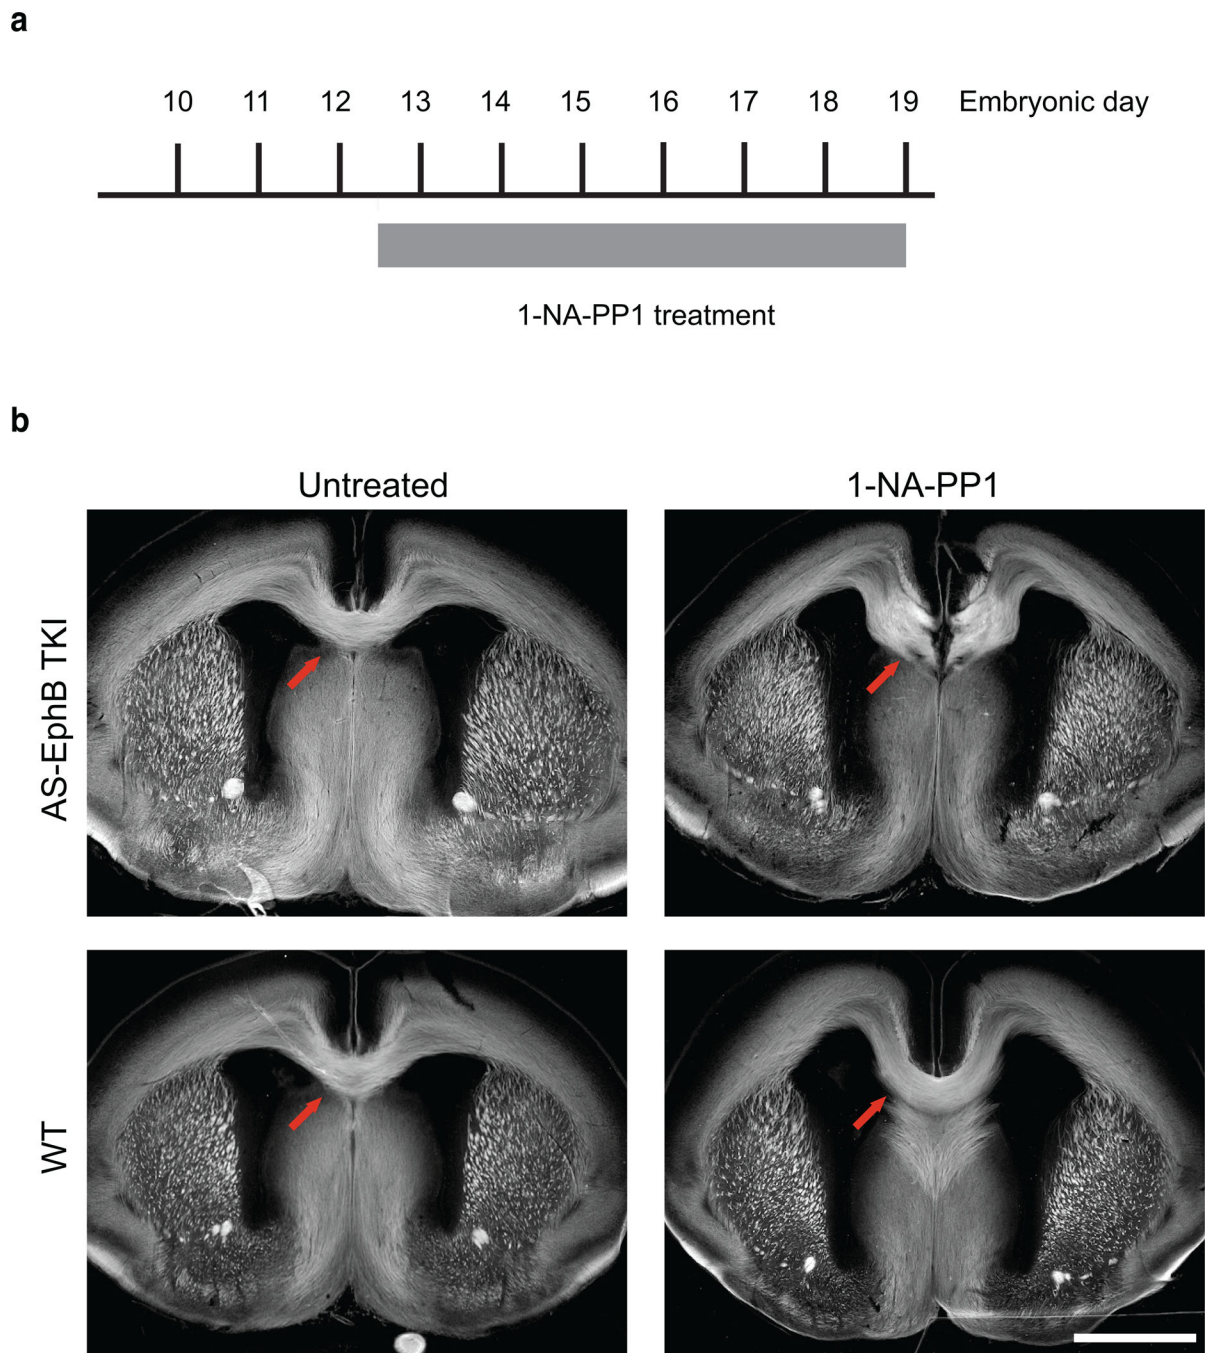 a
10 11 12 13 14 15 16 17 18 19 Embryonic day
1-NA-PP1 treatment
b
Untreated 1-NA-PP1
AS-EphB TKI
WT